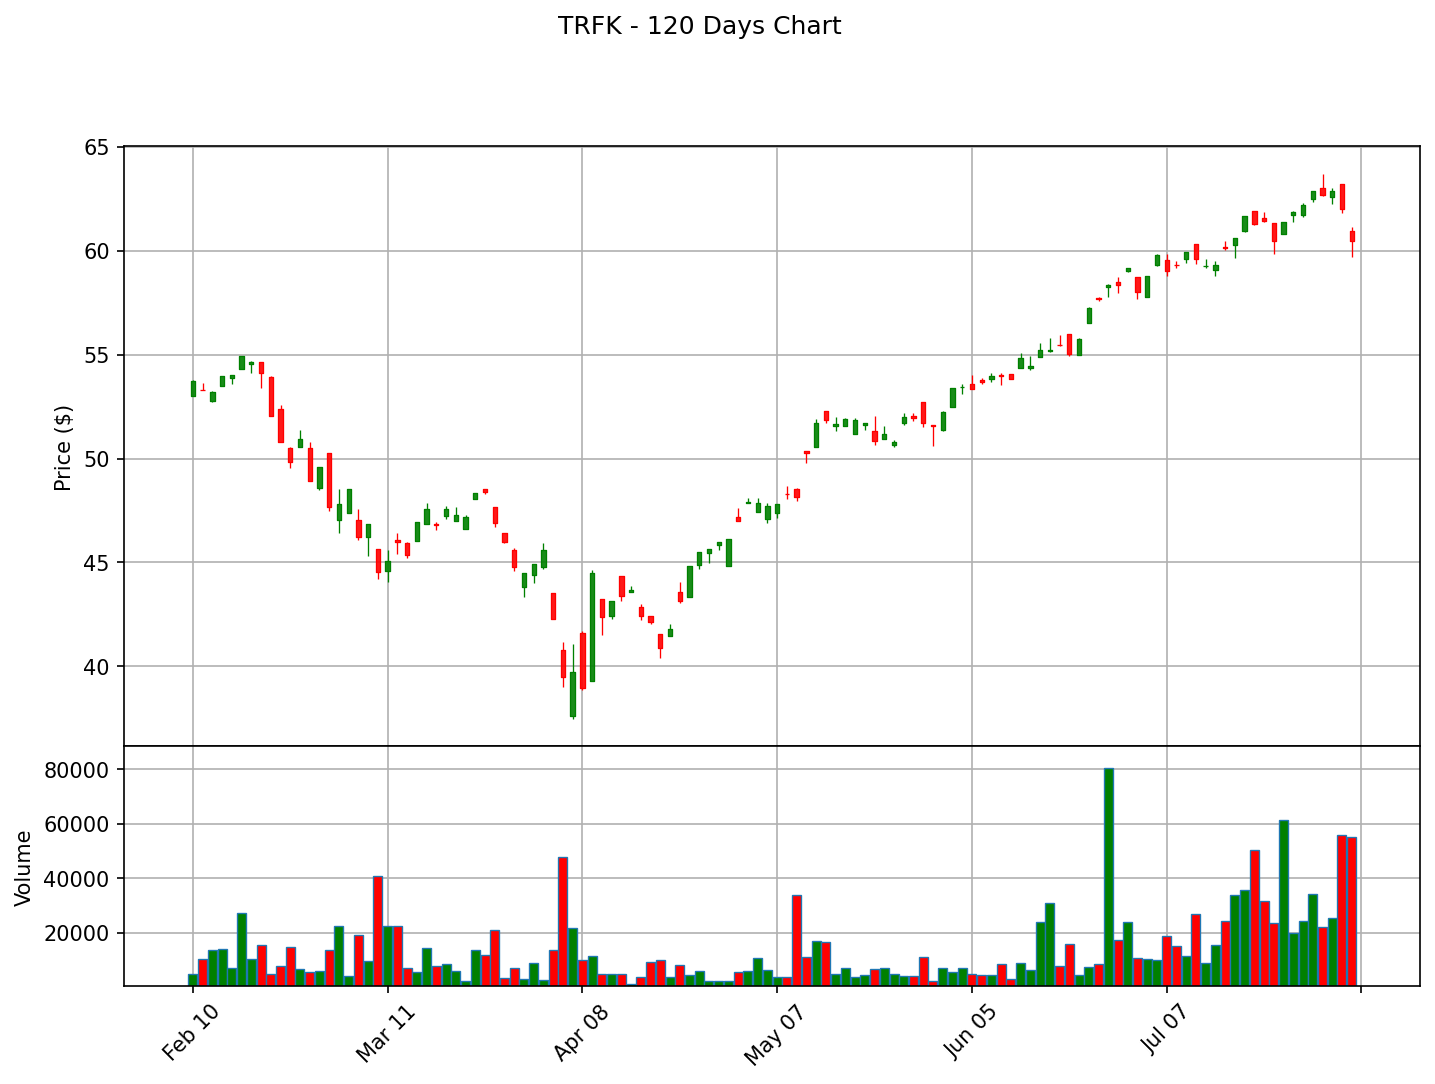 TRFK - 120 Days Chart
65
60
55
50
45
40
Price ($)
80000
60000
40000
20000
Volume
Feb 10
Mar 11
Apr 08
May 07
Jun 05
Jul 07